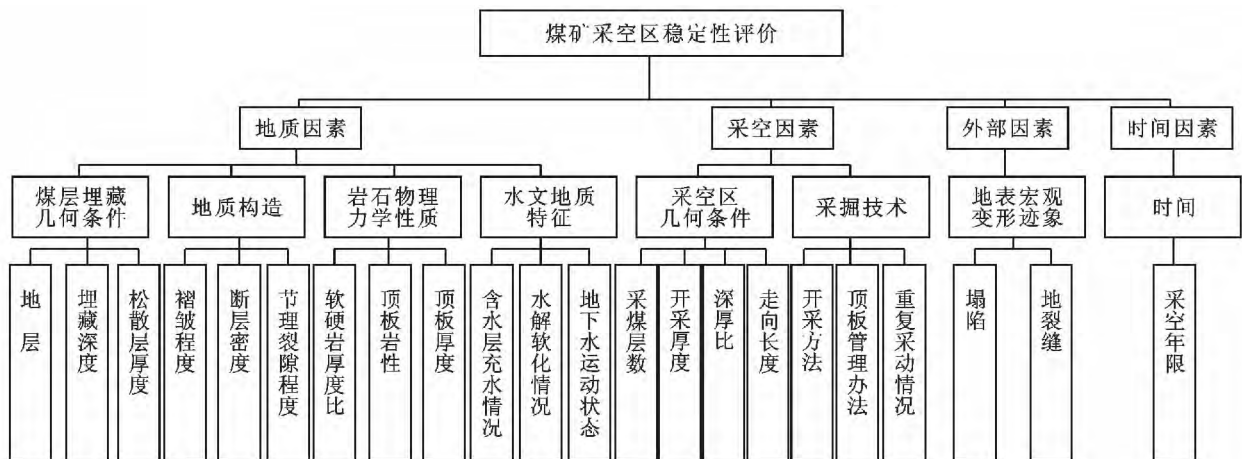 煤矿采空区稳定性评价
地质因素
采空因素
外部因素
时间因素
煤层埋藏
几何条件
地质构造
岩石物理
力学性质
水文地质
特征
采空区
几何条件
采掘技术
地表宏观
变形迹象
时间
地层
埋藏深度
松散层厚度
褶皱程度
断层密度
节理裂隙程度
软硬岩厚度比
顶板岩性
顶板厚度
含水层充水情况
水解软化情况
地下水运动状态
采煤层数
开采厚度
深厚比
走向长度
开采方法
顶板管理办法
重复采动情况
塌陷
地裂缝
采空年限